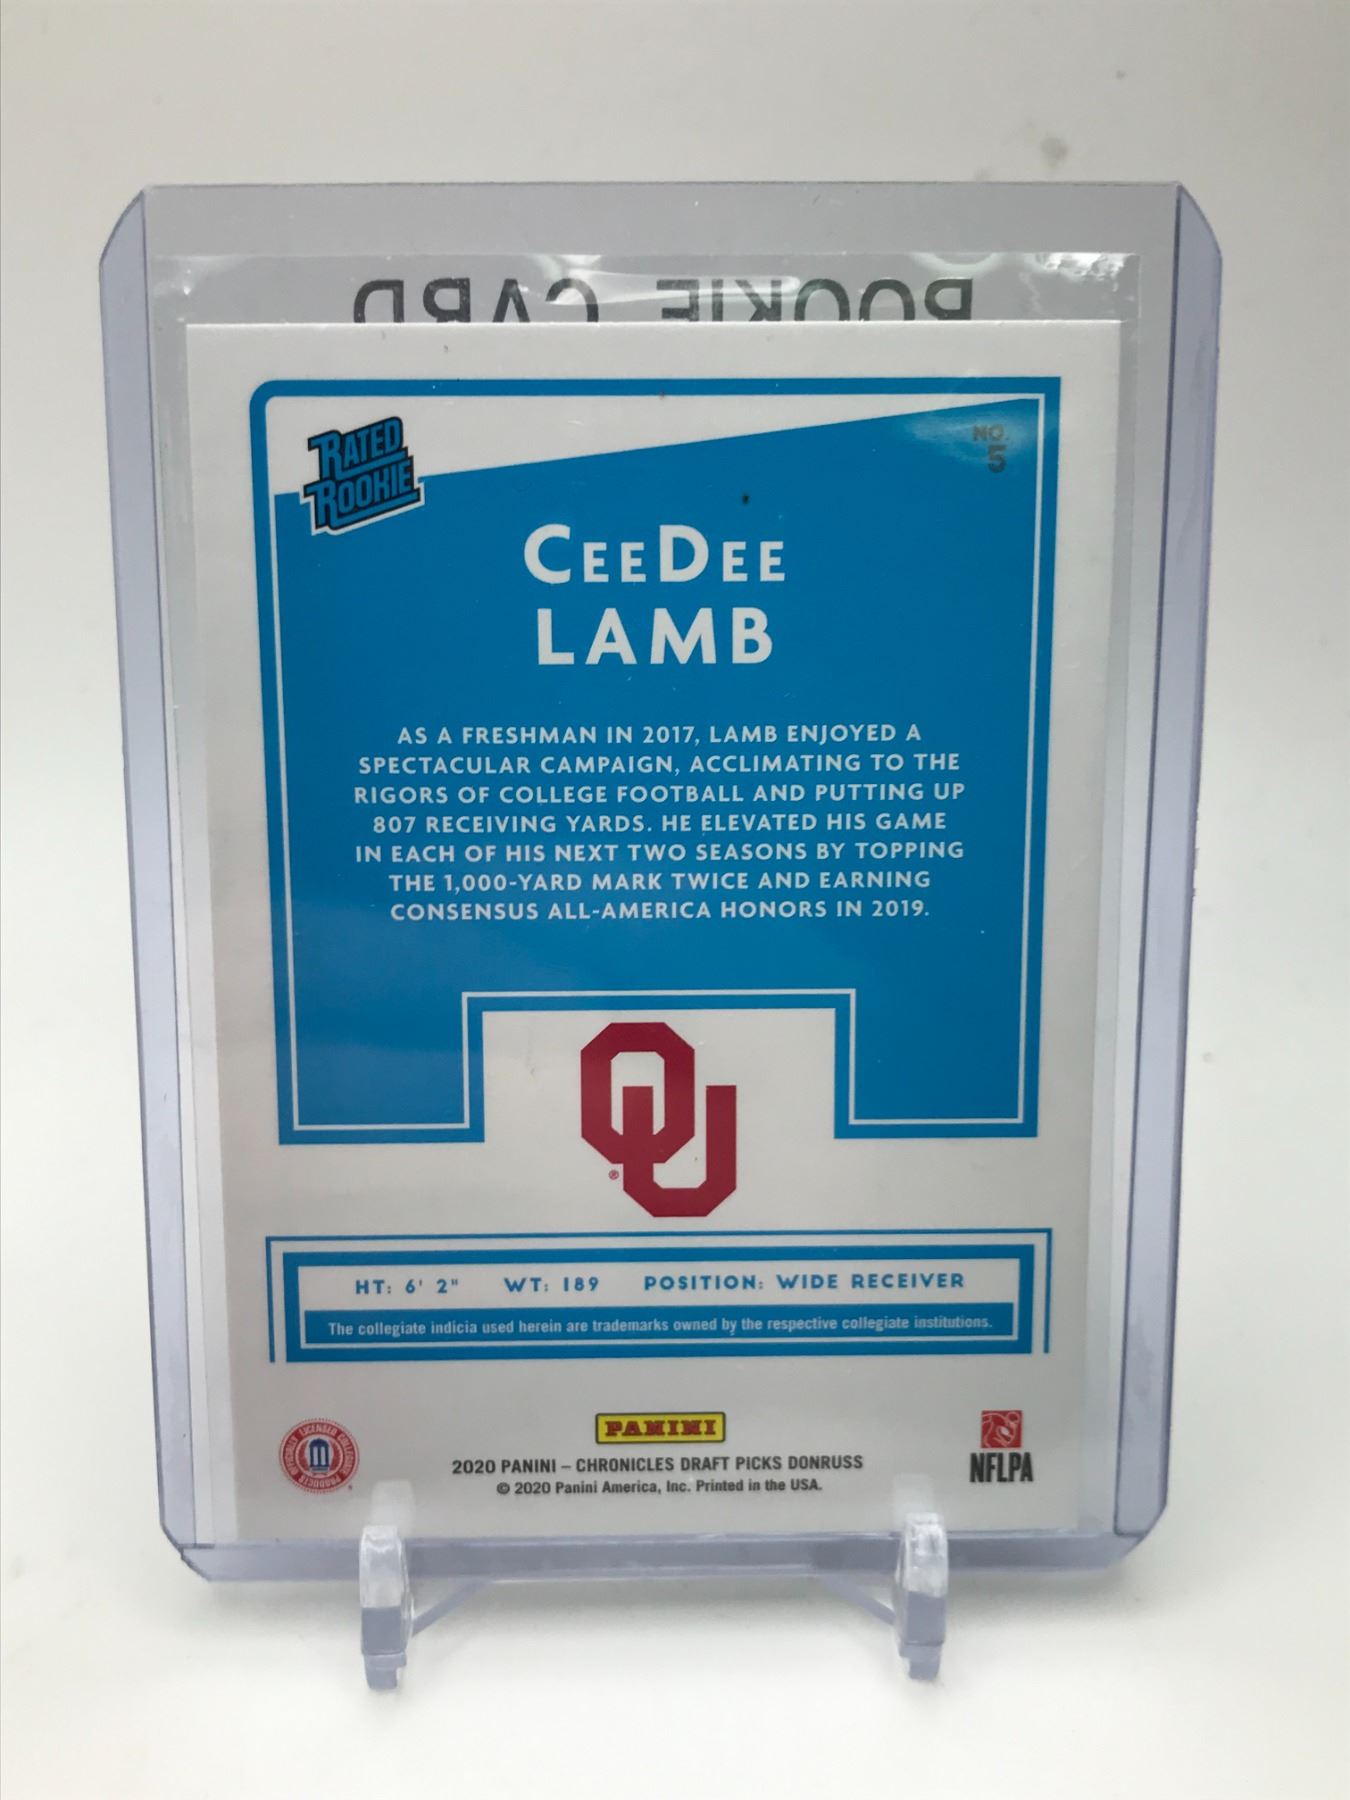 ROOKIE CARD
RATED
ROOKIE
NO.
5
CEEDEE
LAMB
AS A FRESHMAN IN 2017, LAMB ENJOYED A
SPECTACULAR CAMPAIGN, ACCLIMATING TO THE
RIGORS OF COLLEGE FOOTBALL AND PUTTING UP
807 RECEIVING YARDS. HE ELEVATED HIS GAME
IN EACH OF HIS NEXT TWO SEASONS BY TOPPING
THE 1,000-YARD MARK TWICE AND EARNING
CONSENSUS ALL-AMERICA HONORS IN 2019.
OU
®
HT: 6' 2" WT: 189 POSITION: WIDE RECEIVER
The collegiate indicia used herein are trademarks owned by the respective collegiate institutions.
OFFICIALLY LICENSED COLLEGIATE PRODUCTS
PANINI
2020 PANINI – CHRONICLES DRAFT PICKS DONRUSS
© 2020 Panini America, Inc. Printed in the USA.
NFLPA